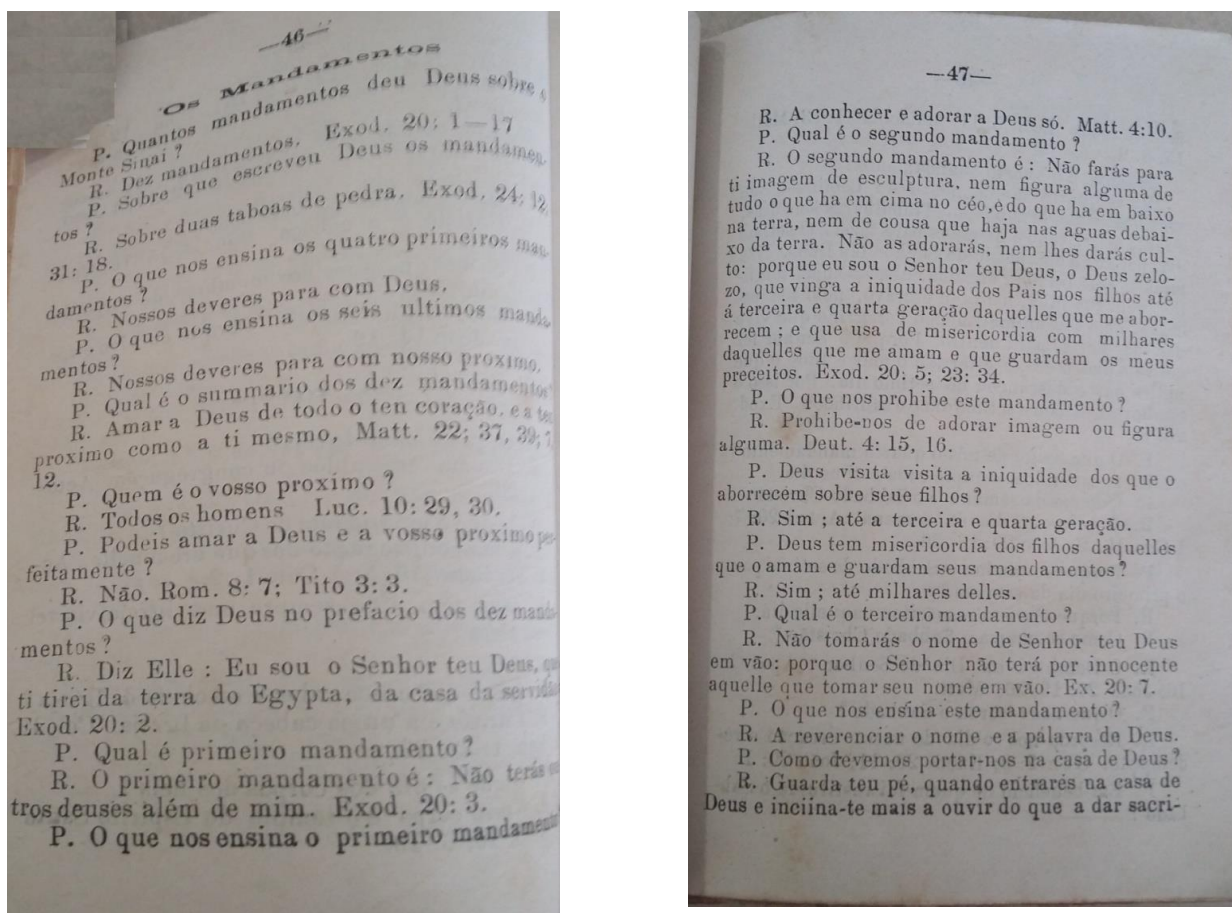 —46—
Os Mandamentos
P. Quantos mandamentos deu Deus sobre
Monte Sinai ?
R. Dez mandamentos. Exod. 20: 1—17
P. Sobre que escreveu Deus os mandamen-
tos ?
R. Sobre duas taboas de pedra. Exod. 24: 12
31: 18.
P. O que nos ensina os quatro primeiros man-
damentos ?
R. Nossos deveres para com Deus.
P. O que nos ensina os seis ultimos manda-
mentos ?
R. Nossos deveres para com nosso proximo.
P. Qual é o summario dos dez mandamentos
R. Amar a Deus de todo o ten coração, e a teu
proximo como a ti mesmo, Matt. 22; 37, 39;
12.
P. Quem é o vosso proximo ?
R. Todos os homens Luc. 10: 29, 30.
P. Podeis amar a Deus e a vosso proximo per-
feitamente ?
R. Não. Rom. 8: 7; Tito 3: 3.
P. O que diz Deus no prefacio dos dez manda-
mentos ?
R. Diz Elle : Eu sou o Senhor teu Deus, que
ti tirei da terra do Egypta, da casa da servidão
Exod. 20: 2.
P. Qual é primeiro mandamento ?
R. O primeiro mandamento é : Não terás ou-
tros deuses além de mim. Exod. 20: 3.
P. O que nos ensina o primeiro mandamento
—47—
R. A conhecer e adorar a Deus só. Matt. 4:10.
P. Qual é o segundo mandamento ?
R. O segundo mandamento é : Não farás para
ti imagem de esculptura, nem figura alguma de
tudo o que ha em cima no céo, e do que ha em baixo
na terra, nem de cousa que haja nas aguas debai-
xo da terra. Não as adorarás, nem lhes darás cul-
to: porque eu sou o Senhor teu Deus, o Deus zelo-
zo, que vinga a iniquidade dos Pais nos filhos até
á terceira e quarta geração daquelles que me abor-
recem ; e que usa de misericordia com milhares
daquelles que me amam e que guardam os meus
preceitos. Exod. 20: 5; 23: 34.
P. O que nos prohibe este mandamento ?
R. Prohibe-nos de adorar imagem ou figura
alguma. Deut. 4: 15, 16.
P. Deus visita visita a iniquidade dos que o
aborrecem sobre seue filhos ?
R. Sim ; até a terceira e quarta geração.
P. Deus tem misericordia dos filhos daquelles
que o amam e guardam seus mandamentos ?
R. Sim ; até milhares delles.
P. Qual é o terceiro mandamento ?
R. Não tomarás o nome de Senhor teu Deus
em vão: porque o Senhor não terá por innocente
aquelle que tomar seu nome em vão. Ex. 20: 7.
P. O que nos ensina este mandamento ?
R. A reverenciar o nome e a palavra de Deus.
P. Como devemos portar-nos na casa de Deus ?
R. Guarda teu pé, quando entrares na casa de
Deus e inciina-te mais a ouvir do que a dar sacri-